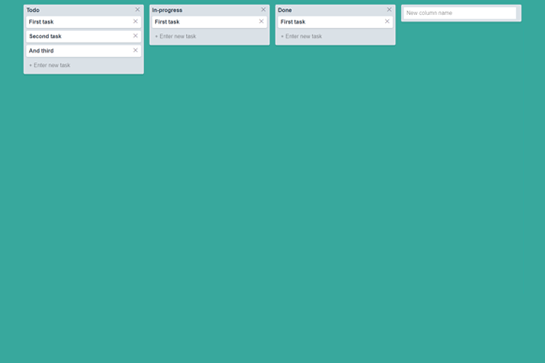 Todo
First task
Second task
And third
+ Enter new task
In-progress
First task
+ Enter new task
Done
First task
+ Enter new task
New column name